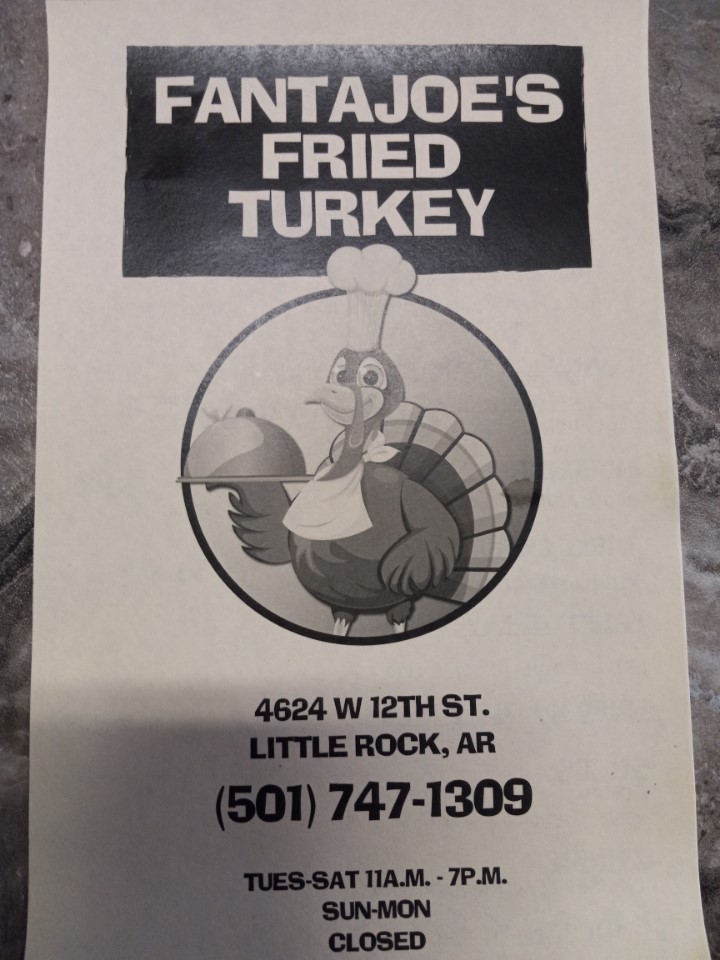 FANTAJOE'S
FRIED
TURKEY
4624 W 12TH ST.
LITTLE ROCK, AR
(501) 747-1309
TUES-SAT 11A.M. - 7P.M.
SUN-MON
CLOSED